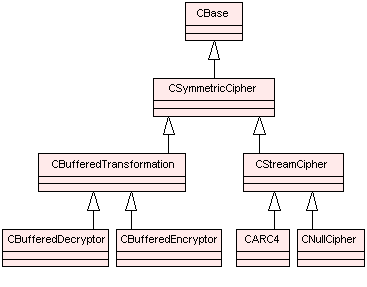 CBase
CSymmetricCipher
CBufferedTransformation
CStreamCipher
CBufferedDecryptor
CBufferedEncryptor
CARC4
CNullCipher